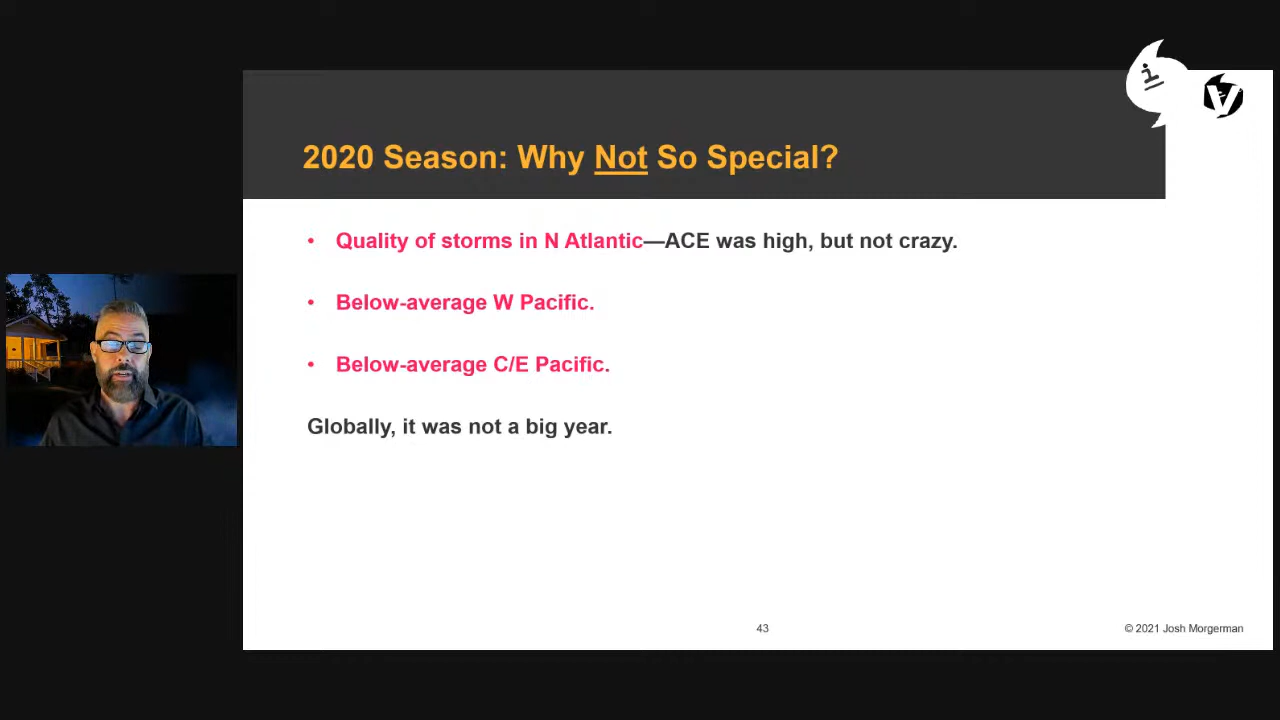 2020 Season: Why Not So Special?
• Quality of storms in N Atlantic—ACE was high, but not crazy.
• Below-average W Pacific.
• Below-average C/E Pacific.
Globally, it was not a big year.
43
© 2021 Josh Morgerman